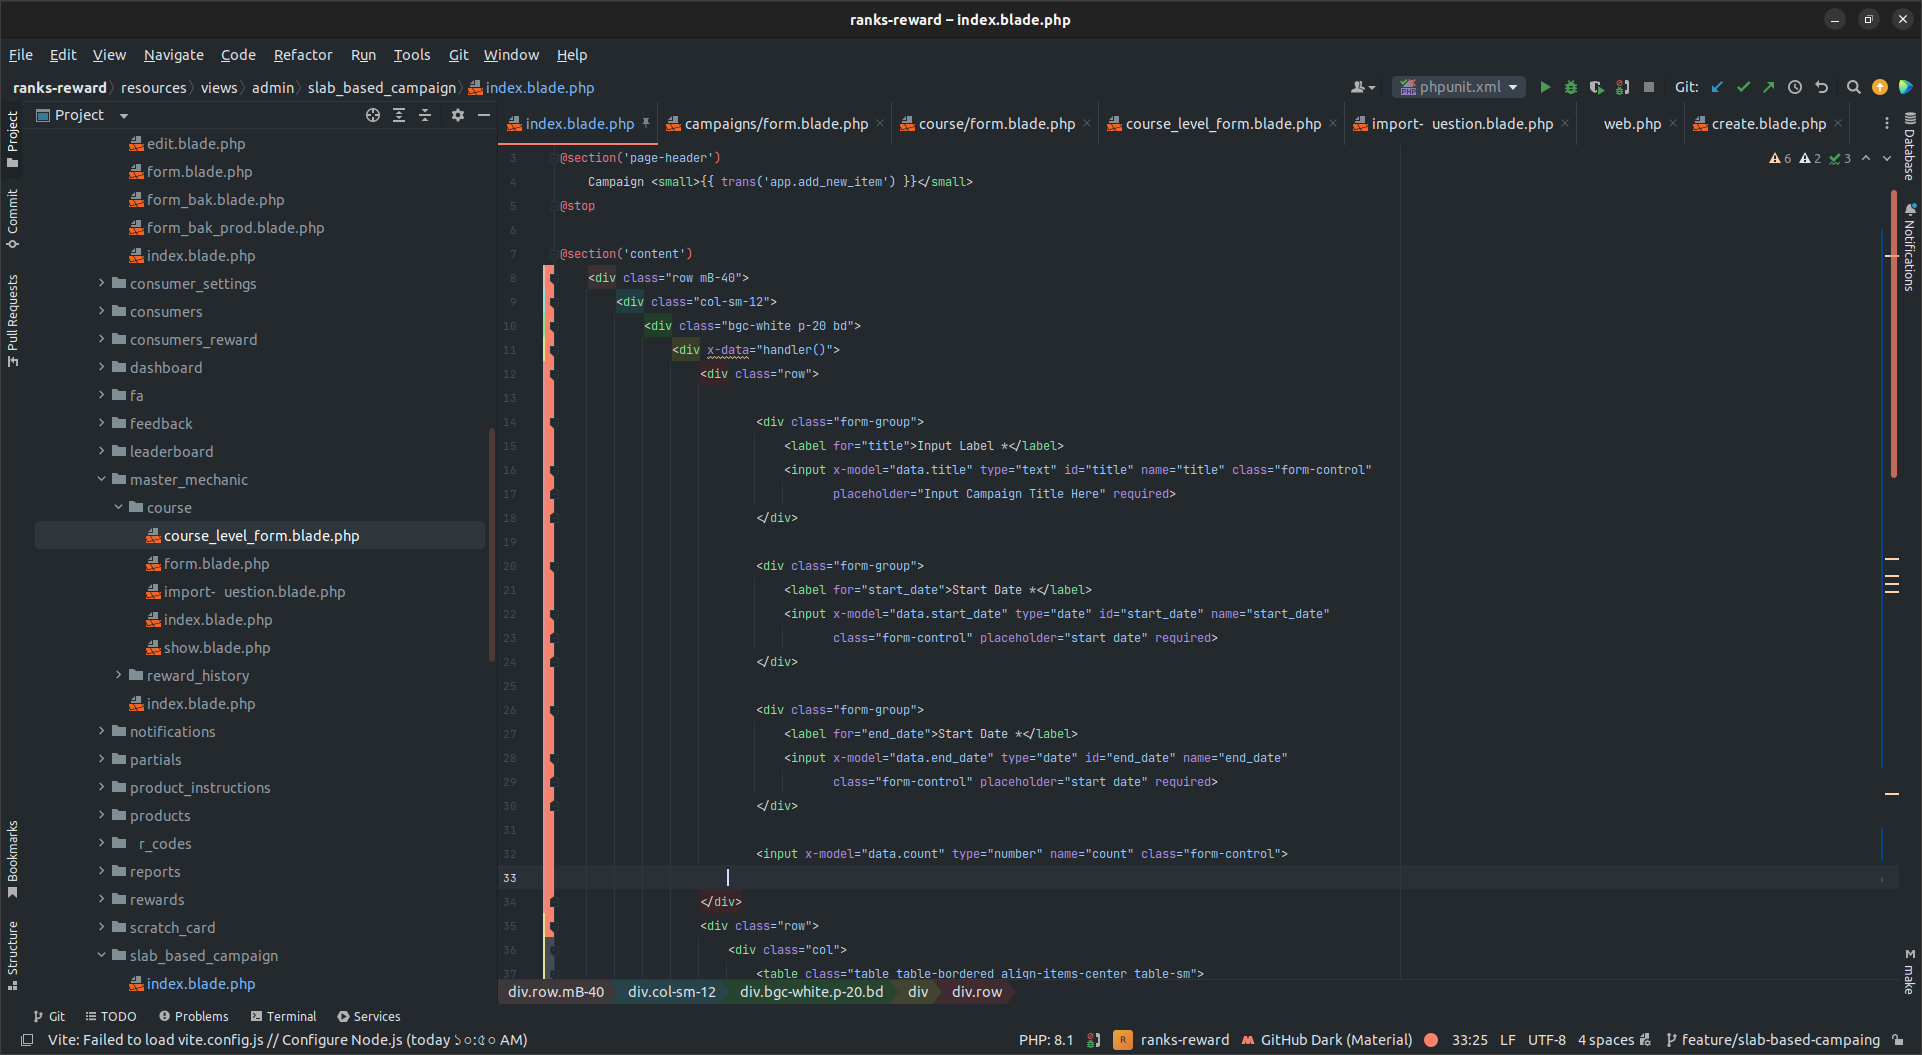 ranks-reward – index.blade.php
File Edit View Navigate Code Refactor Run Tools Git Window Help
ranks-reward resources views admin slab_based_campaign index.blade.php
phpunit.xml Git:
Project
index.blade.php campaigns/form.blade.php course/form.blade.php course_level_form.blade.php import- uestion.blade.php web.php create.blade.php
Project
Commit
Pull Requests
Bookmarks
Structure
edit.blade.php
form.blade.php
form_bak.blade.php
form_bak_prod.blade.php
index.blade.php
consumer_settings
consumers
consumers_reward
dashboard
fa
feedback
leaderboard
master_mechanic
course
course_level_form.blade.php
form.blade.php
import- uestion.blade.php
index.blade.php
show.blade.php
reward_history
index.blade.php
notifications
partials
product_instructions
products
r_codes
reports
rewards
scratch_card
slab_based_campaign
index.blade.php
6 2 3
3 @section('page-header')
4 Campaign <small>{{ trans('app.add_new_item') }}</small>
5 @stop
6
7 @section('content')
8 <div class="row mB-40">
9 <div class="col-sm-12">
10 <div class="bgc-white p-20 bd">
11 <div x-data="handler()">
12 <div class="row">
13
14 <div class="form-group">
15 <label for="title">Input Label *</label>
16 <input x-model="data.title" type="text" id="title" name="title" class="form-control"
17 placeholder="Input Campaign Title Here" required>
18 </div>
19
20 <div class="form-group">
21 <label for="start_date">Start Date *</label>
22 <input x-model="data.start_date" type="date" id="start_date" name="start_date"
23 class="form-control" placeholder="start date" required>
24 </div>
25
26 <div class="form-group">
27 <label for="end_date">Start Date *</label>
28 <input x-model="data.end_date" type="date" id="end_date" name="end_date"
29 class="form-control" placeholder="start date" required>
30 </div>
31
32 <input x-model="data.count" type="number" name="count" class="form-control">
33
34 </div>
35 <div class="row">
36 <div class="col">
37 <table class="table table-bordered align-items-center table-sm">
div.row.mB-40 div.col-sm-12 div.bgc-white.p-20.bd div div.row
Database
Notifications
make
Git TODO Problems Terminal Services
Vite: Failed to load vite.config.js // Configure Node.js (today ১০:৫০ AM)
PHP: 8.1 R ranks-reward GitHub Dark (Material) 33:25 LF UTF-8 4 spaces feature/slab-based-campaing